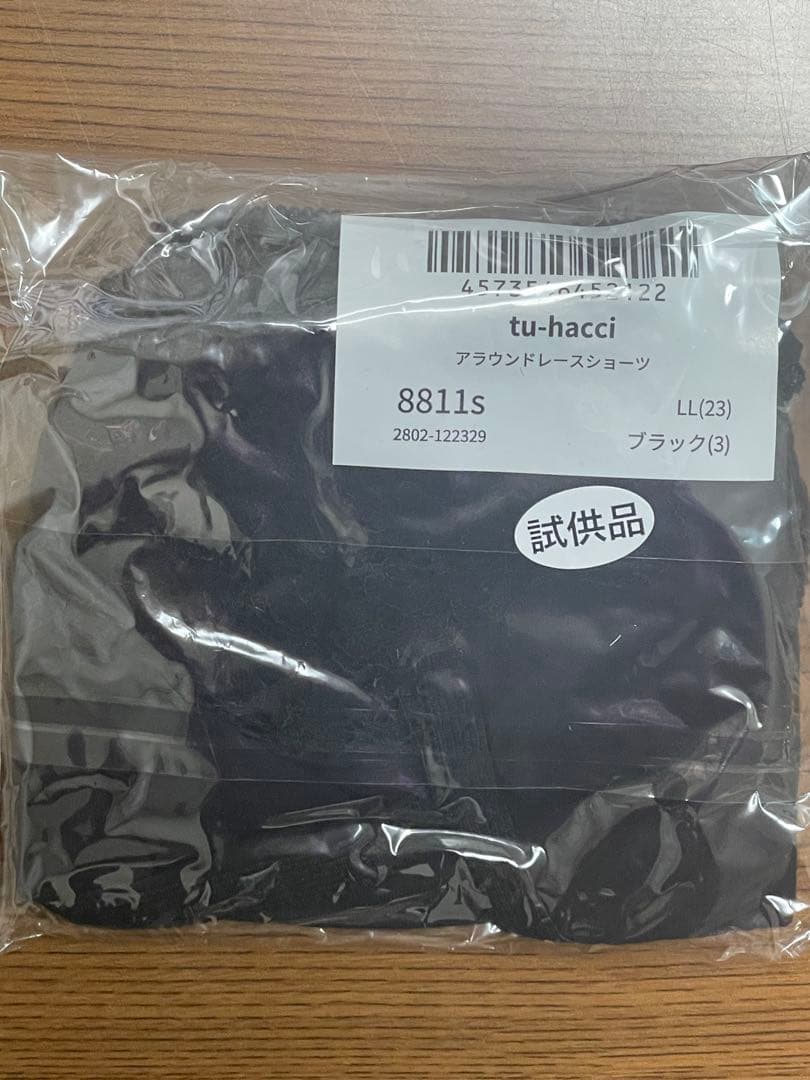 tu-hacci
アラウンドレースショーツ
8811s
LL(23)
2802-122329
ブラック(3)
試供品